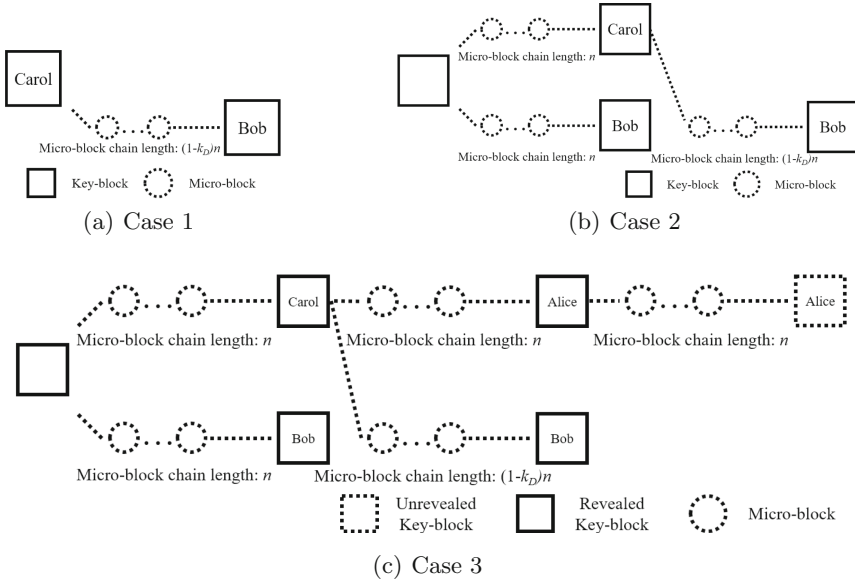 Carol
Bob
Micro-block chain length: (1-k_D)n
Key-block
Micro-block
(a) Case 1
Carol
Micro-block chain length: n
Bob
Bob
Micro-block chain length: n
Micro-block chain length: (1-k_D)n
Key-block
Micro-block
(b) Case 2
Carol
Alice
Alice
Micro-block chain length: n
Micro-block chain length: n
Micro-block chain length: n
Bob
Bob
Micro-block chain length: n
Micro-block chain length: (1-k_D)n
Unrevealed
Key-block
Revealed
Key-block
Micro-block
(c) Case 3